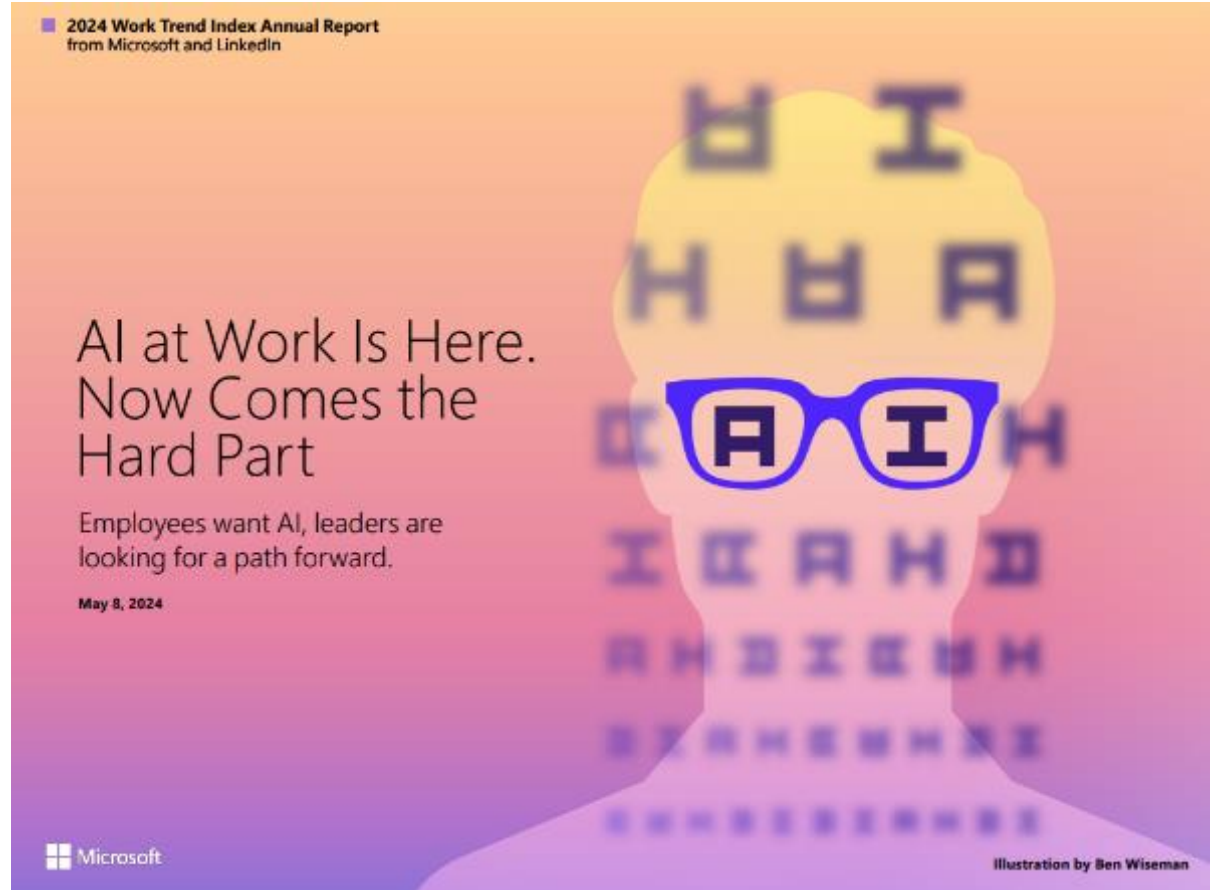 2024 Work Trend Index Annual Report
from Microsoft and LinkedIn
AI at Work Is Here.
Now Comes the
Hard Part
Employees want AI, leaders are
looking for a path forward.
May 8, 2024
A I
Microsoft
Illustration by Ben Wiseman